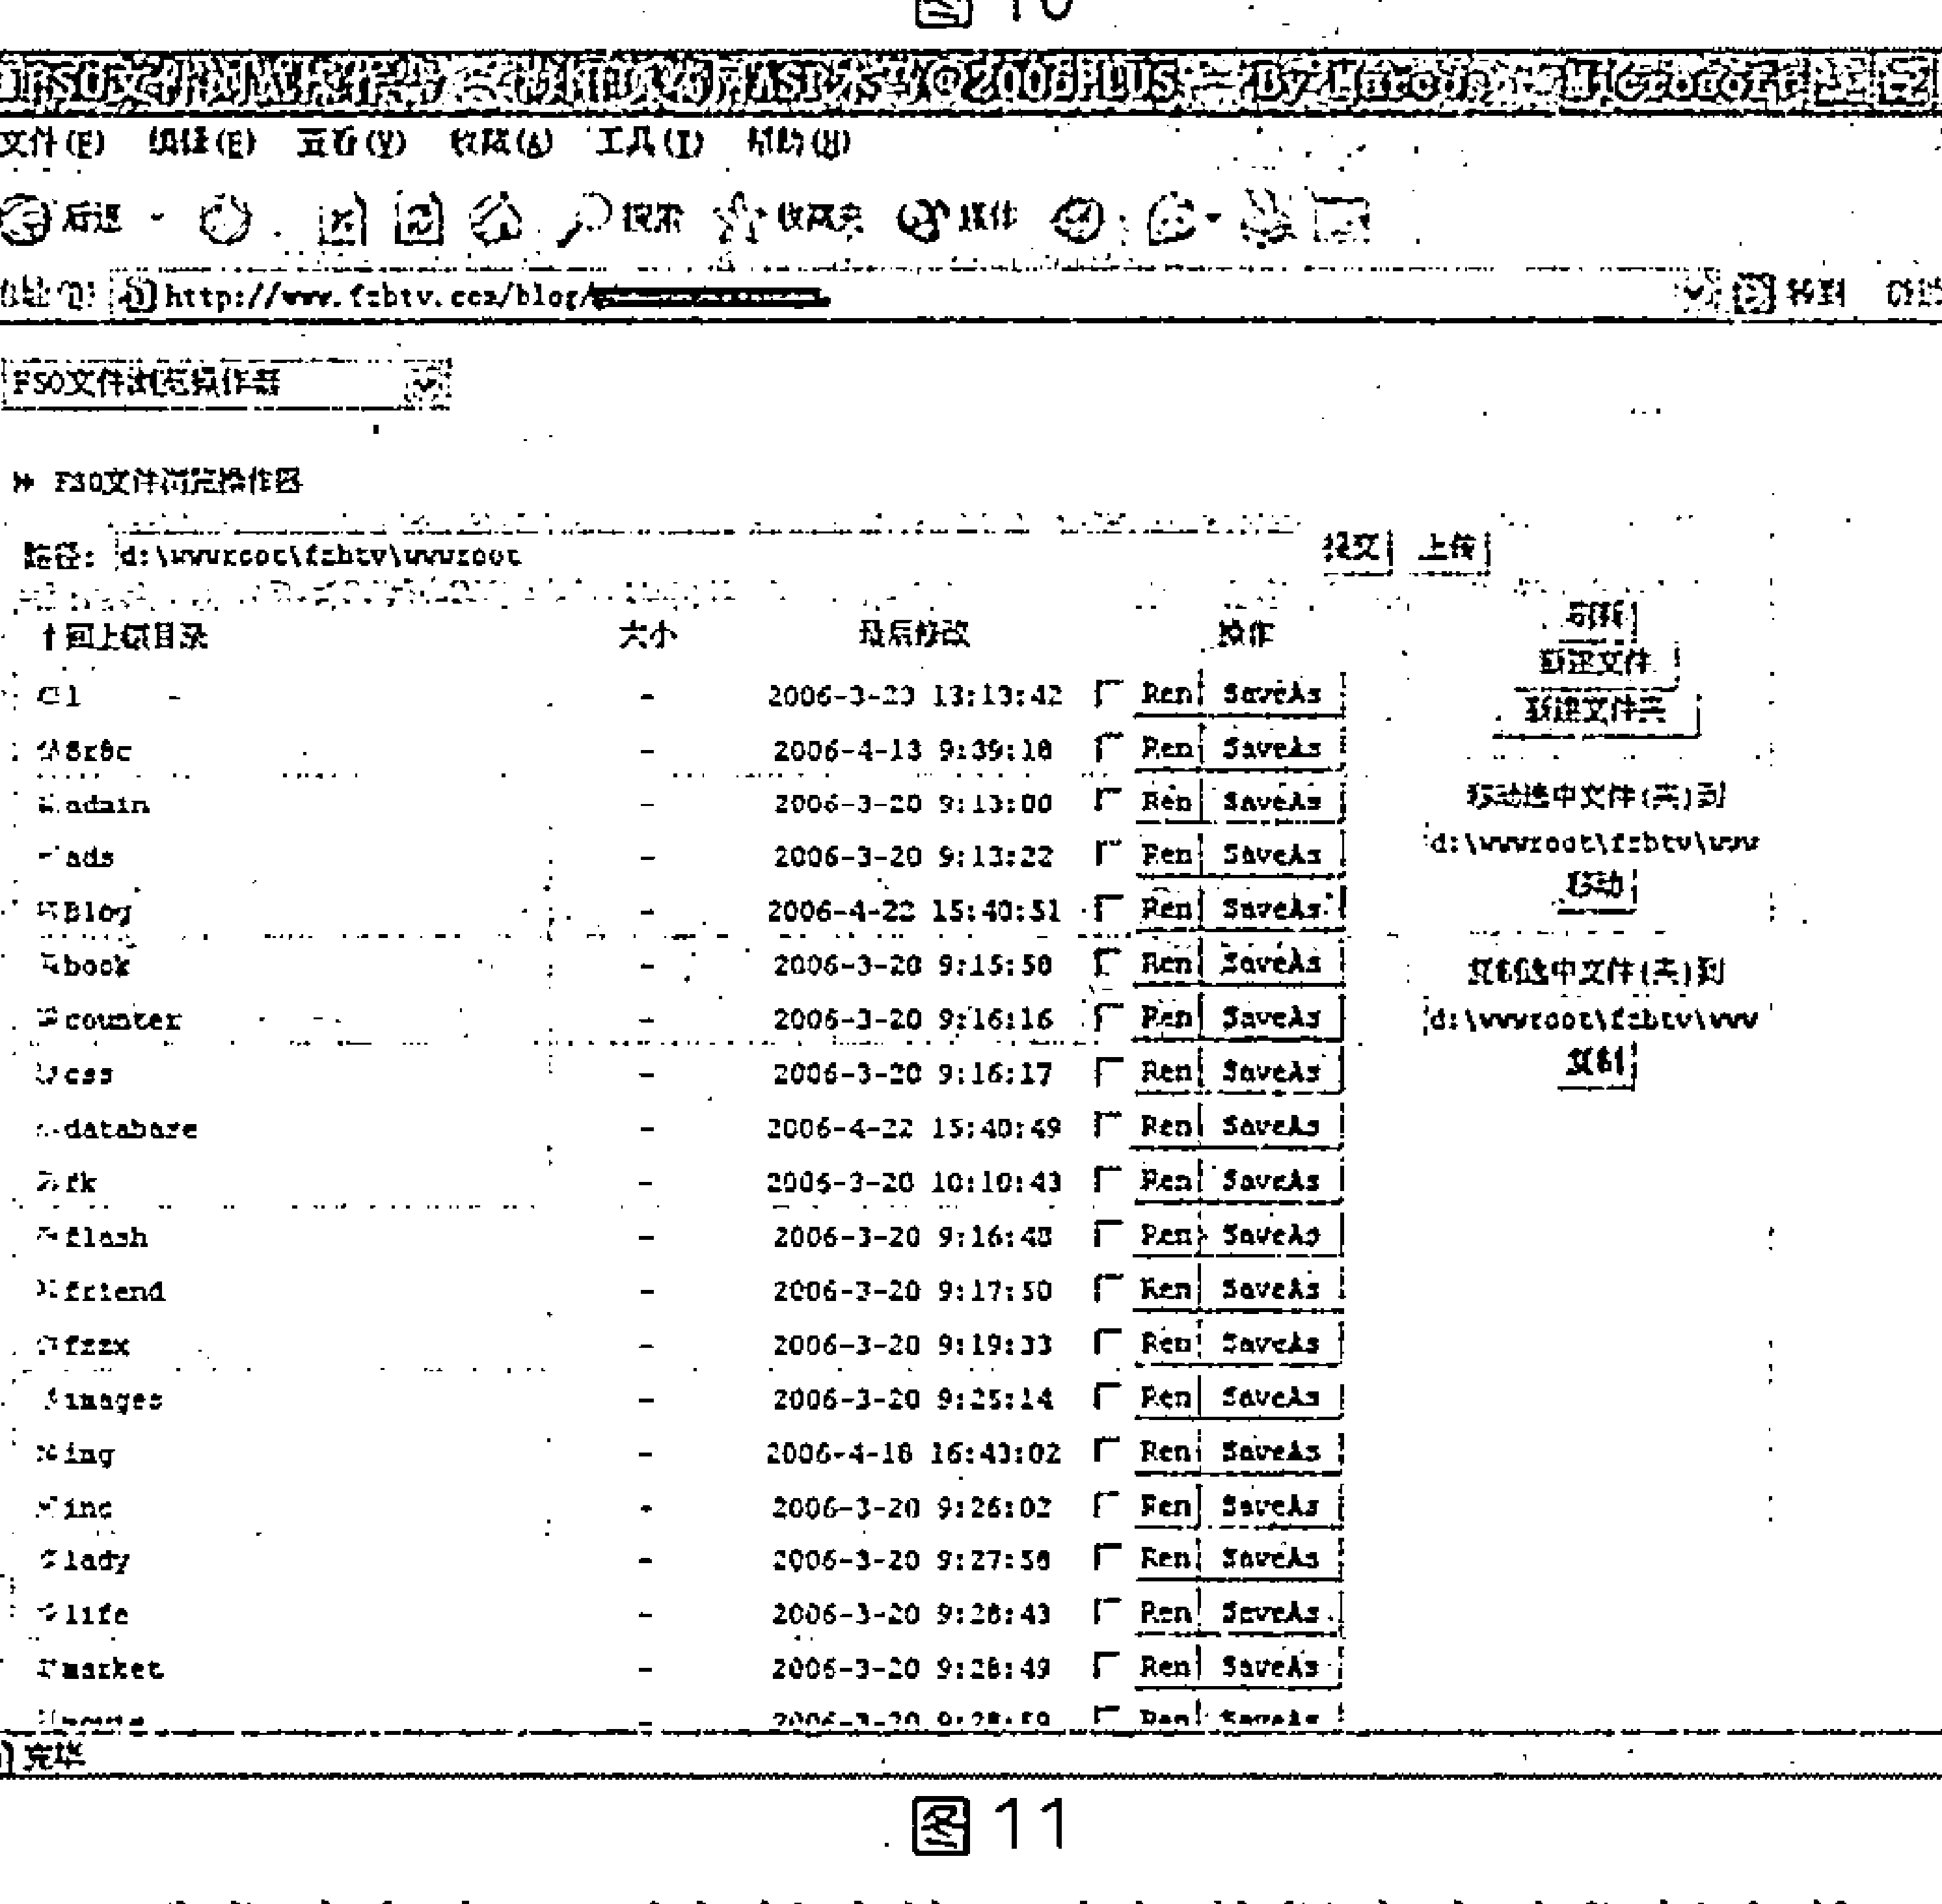 图 10
文件(F) 编辑(E) 查看(V) 收藏(A) 工具(T) 帮助(H)
后退 搜索 收藏夹 媒体
http://www.fzbtv.com/blog/
转到
FSO文件浏览操作器
FSO文件浏览操作器
路径: d:\wwwroot\fzbtv\wwwroot 提交 上传
↑回上级目录 大小 最后修改 操作
1 - 2006-3-23 13:13:42 Ren SaveAs
- 2006-4-13 9:39:18 Ren SaveAs
admin - 2006-3-20 9:13:00 Ren SaveAs
ads - 2006-3-20 9:13:22 Ren SaveAs
Blog - 2006-4-22 15:40:51 Ren SaveAs
book - 2006-3-20 9:15:58 Ren SaveAs
counter - 2006-3-20 9:16:16 Ren SaveAs
css - 2006-3-20 9:16:17 Ren SaveAs
database - 2006-4-22 15:40:49 Ren SaveAs
fk - 2006-3-20 10:10:43 Ren SaveAs
flash - 2006-3-20 9:16:48 Ren SaveAs
friend - 2006-3-20 9:17:50 Ren SaveAs
fzzx - 2006-3-20 9:19:33 Ren SaveAs
images - 2006-3-20 9:25:14 Ren SaveAs
img - 2006-4-18 16:43:02 Ren SaveAs
inc - 2006-3-20 9:26:02 Ren SaveAs
lady - 2006-3-20 9:27:58 Ren SaveAs
life - 2006-3-20 9:28:43 Ren SaveAs
market - 2006-3-20 9:28:49 Ren SaveAs
- 2006-3-20 9:28:59 Ren SaveAs
新建文件
新建文件夹
移动选中文件(夹)到
d:\wwwroot\fzbtv\www
移动
复制选中文件(夹)到
d:\wwwroot\fzbtv\www
复制
完毕
图 11